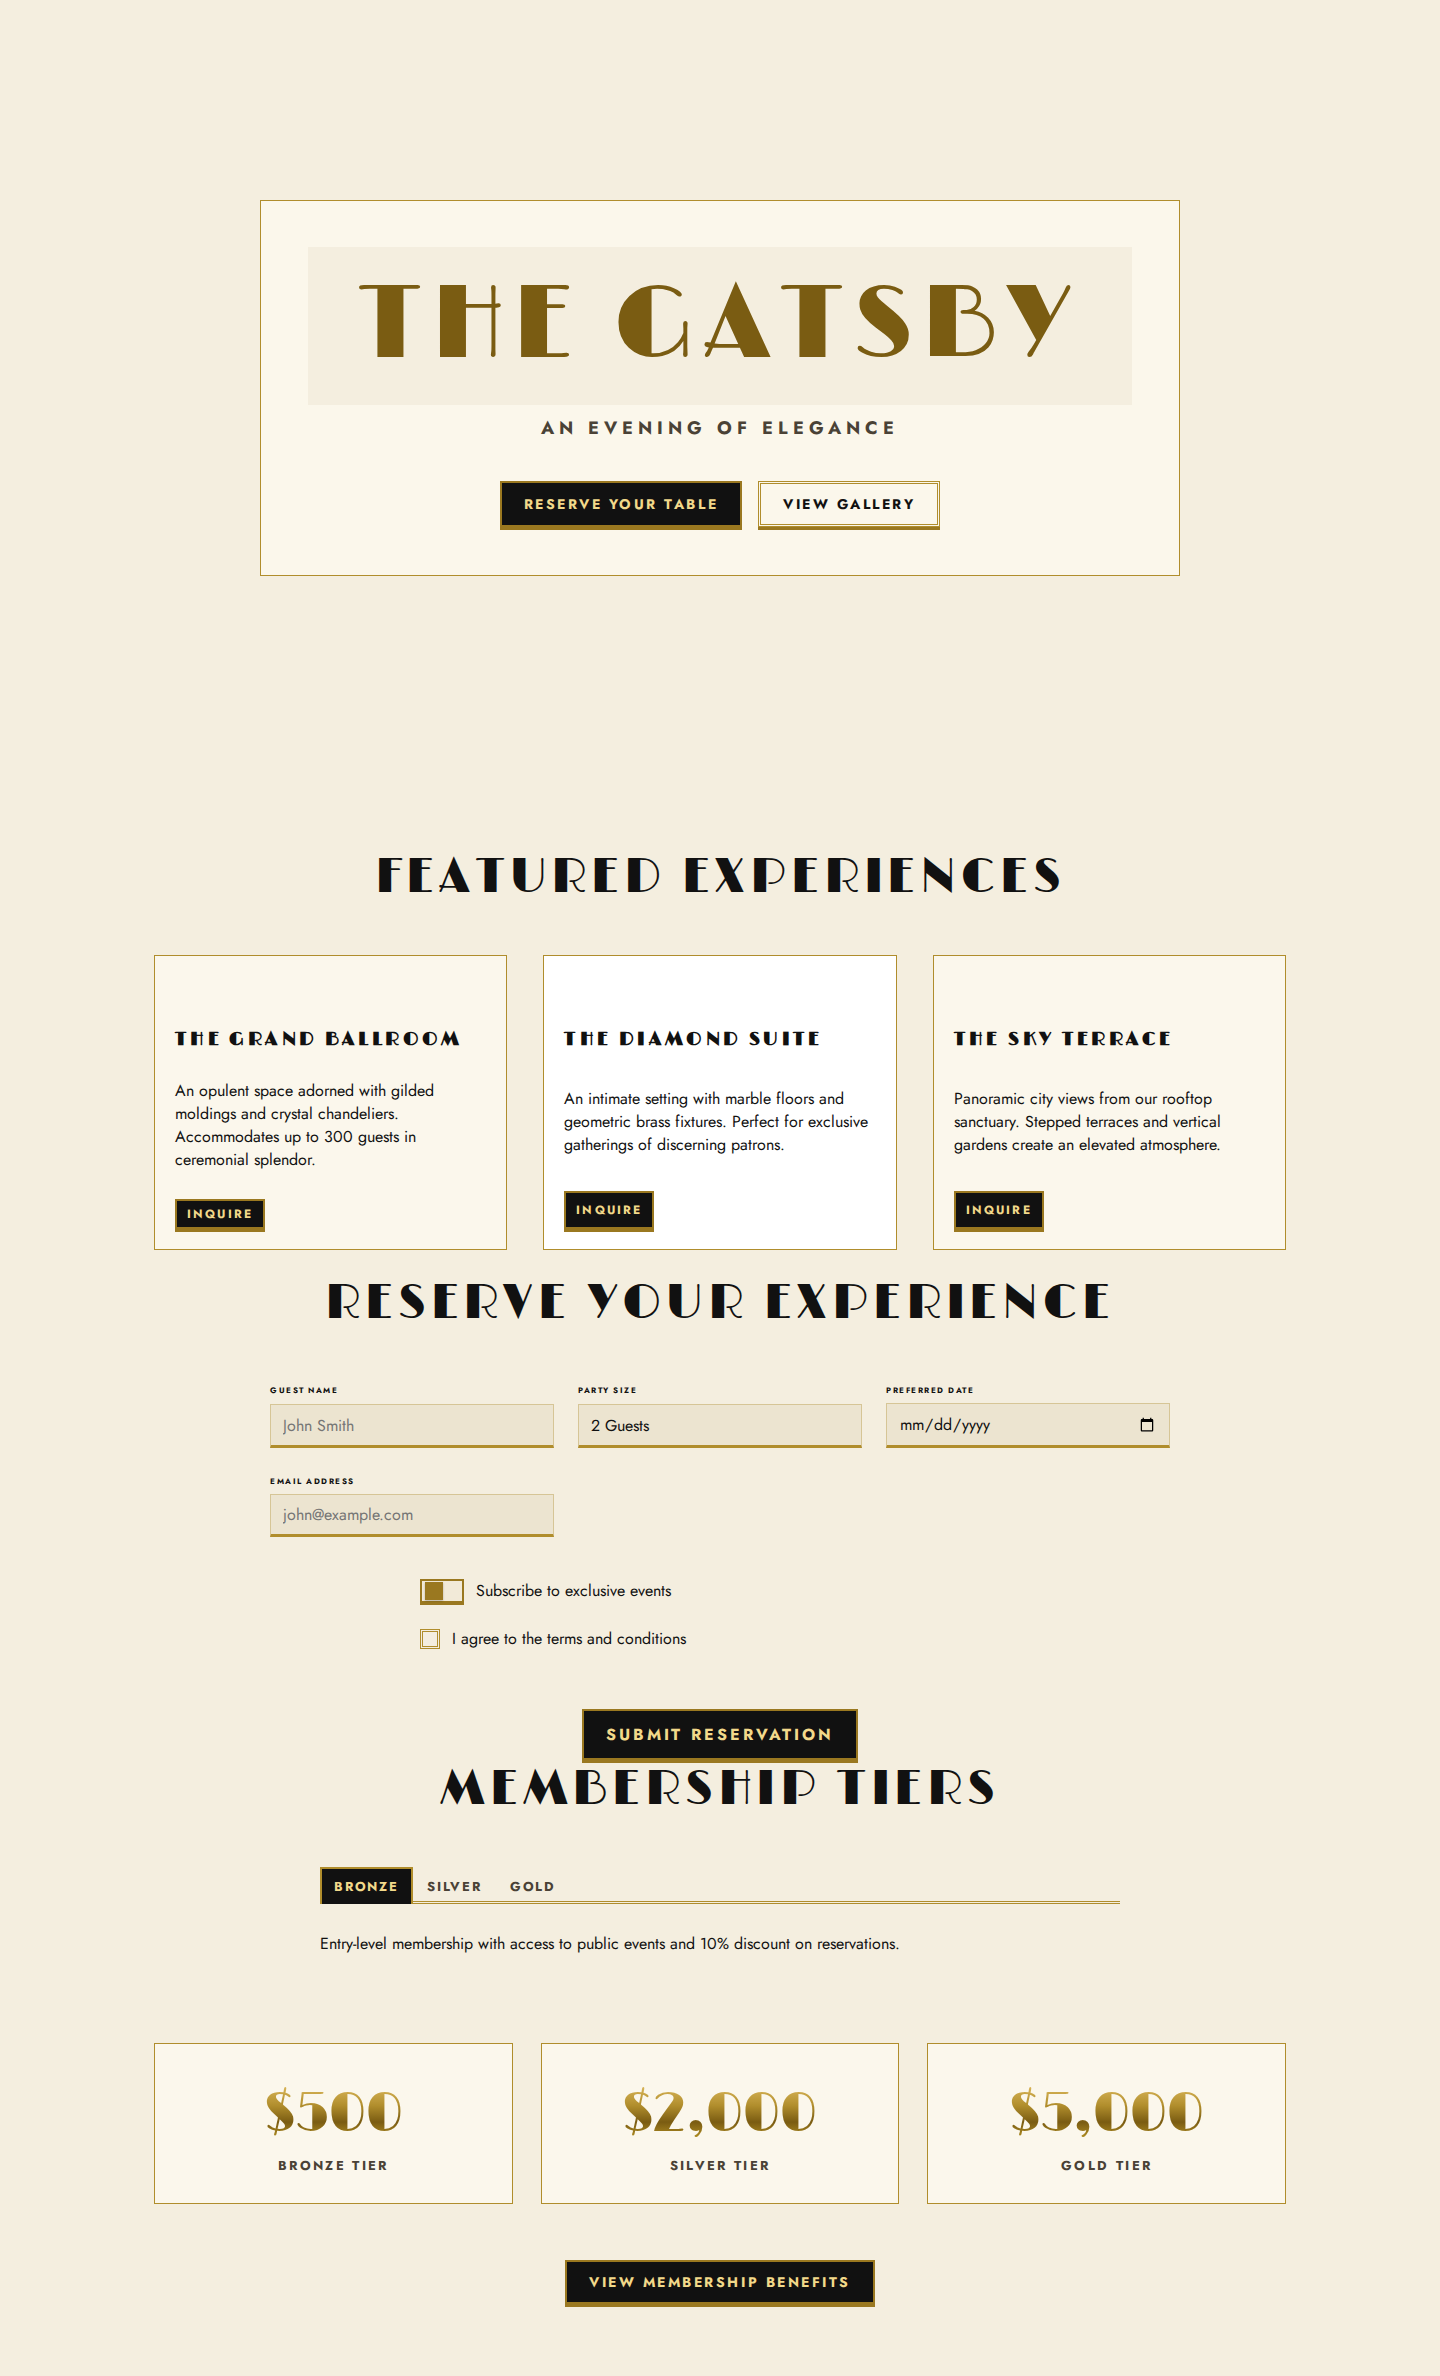 THE GATSBY
AN EVENING OF ELEGANCE
RESERVE YOUR TABLE
VIEW GALLERY
FEATURED EXPERIENCES
THE GRAND BALLROOM
An opulent space adorned with gilded
moldings and crystal chandeliers.
Accommodates up to 300 guests in
ceremonial splendor.
INQUIRE
THE DIAMOND SUITE
An intimate setting with marble floors and
geometric brass fixtures. Perfect for exclusive
gatherings of discerning patrons.
INQUIRE
THE SKY TERRACE
Panoramic city views from our rooftop
sanctuary. Stepped terraces and vertical
gardens create an elevated atmosphere.
INQUIRE
RESERVE YOUR EXPERIENCE
GUEST NAME
John Smith
PARTY SIZE
2 Guests
PREFERRED DATE
mm/dd/yyyy
EMAIL ADDRESS
john@example.com
Subscribe to exclusive events
I agree to the terms and conditions
SUBMIT RESERVATION
MEMBERSHIP TIERS
BRONZE
SILVER
GOLD
Entry-level membership with access to public events and 10% discount on reservations.
$500
BRONZE TIER
$2,000
SILVER TIER
$5,000
GOLD TIER
VIEW MEMBERSHIP BENEFITS